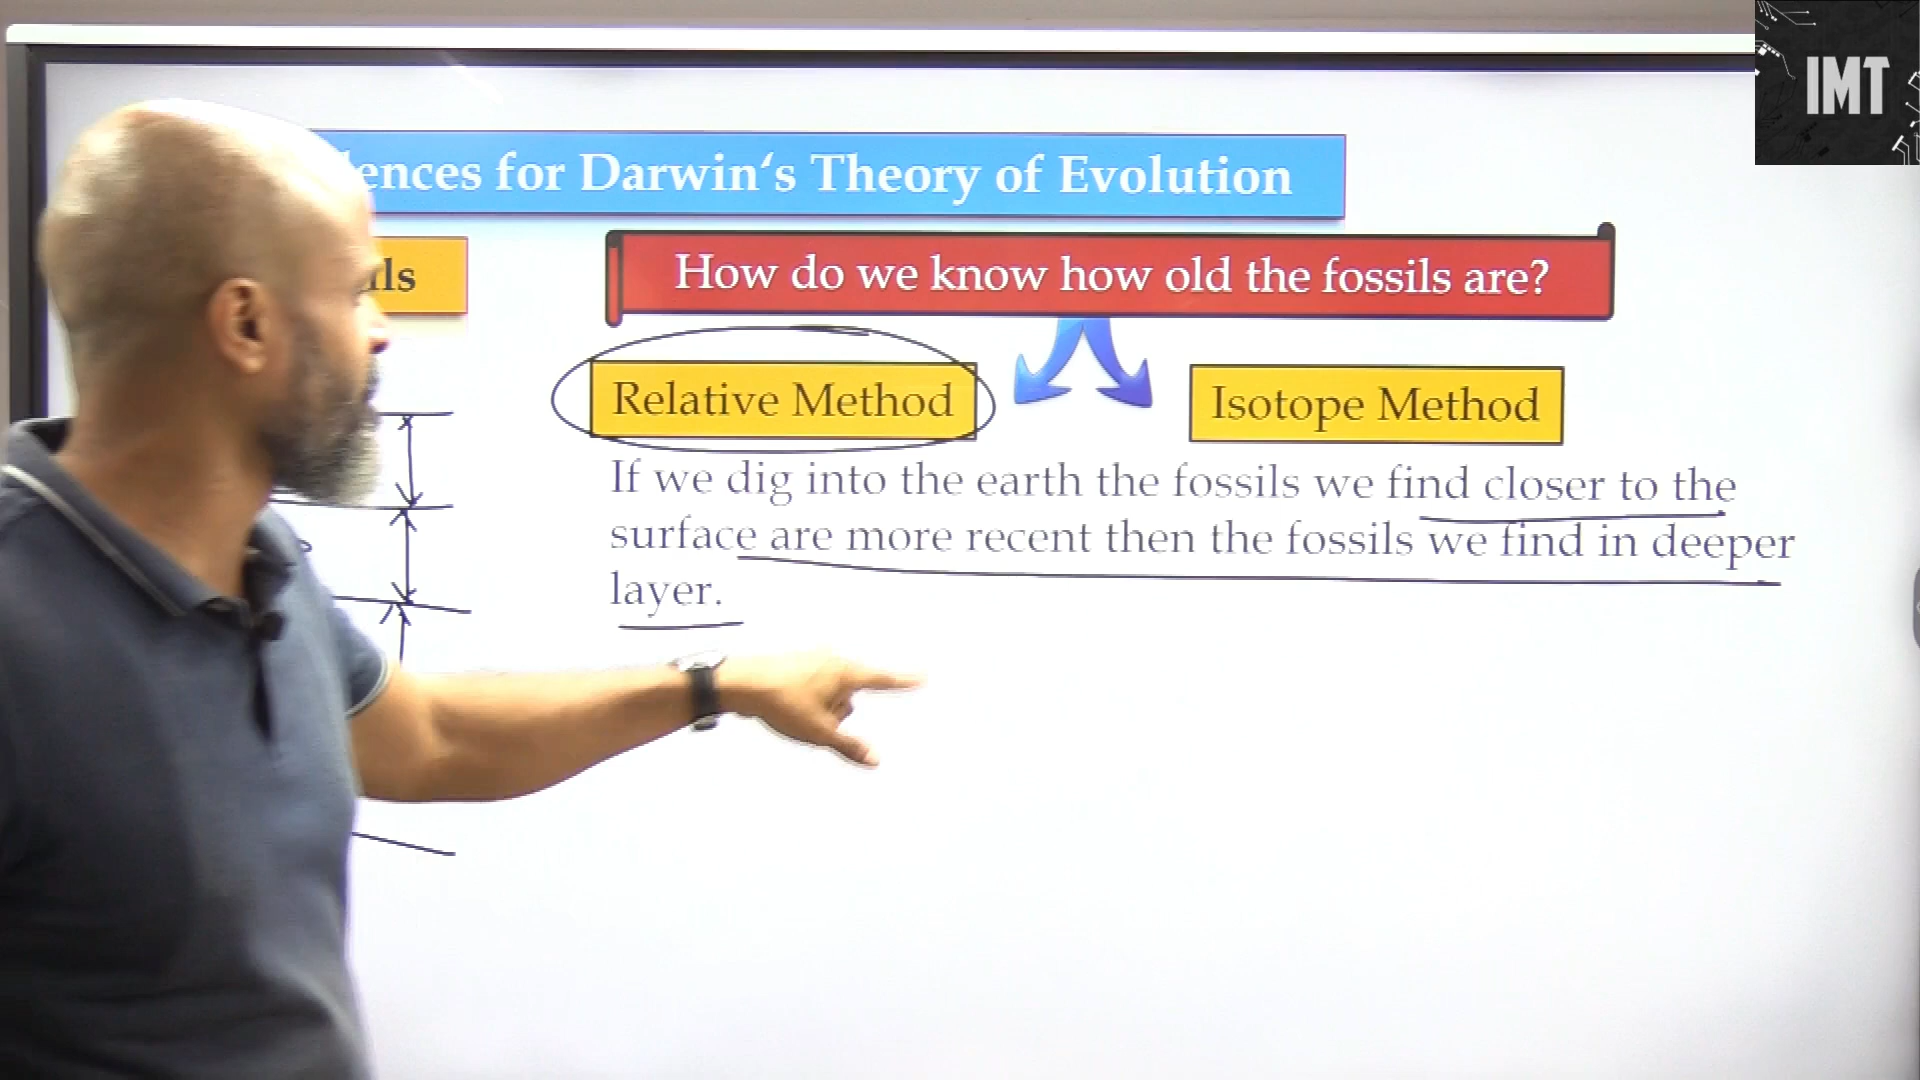 IMT
for Darwin‘s Theory of Evolution
How do we know how old the fossils are?
Relative Method
Isotope Method
If we dig into the earth the fossils we find closer to the
surface are more recent then the fossils we find in deeper
layer.